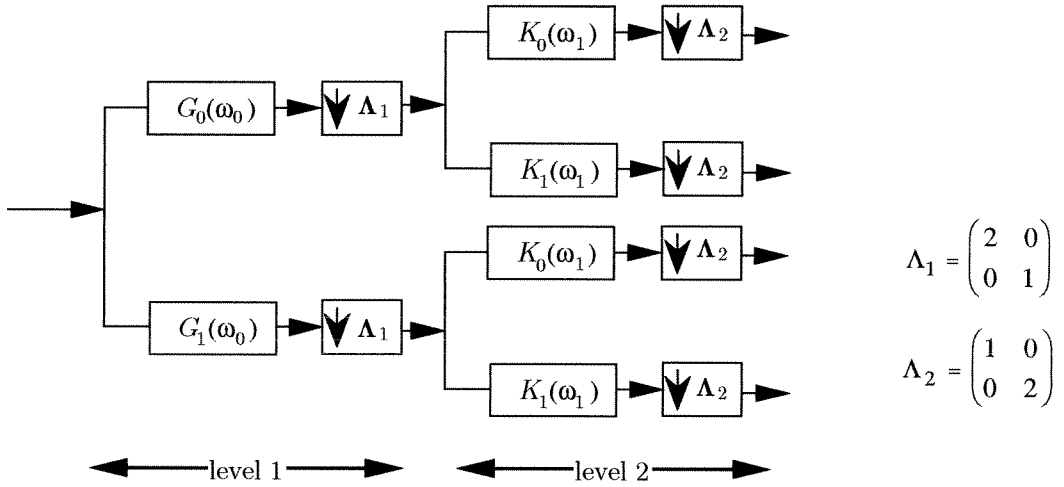 K₀(ω₁) Λ₂
G₀(ω₀) Λ₁
K₁(ω₁) Λ₂
K₀(ω₁) Λ₂
G₁(ω₀) Λ₁
K₁(ω₁) Λ₂
Λ₁ = (2 0
0 1)
Λ₂ = (1 0
0 2)
level 1 level 2